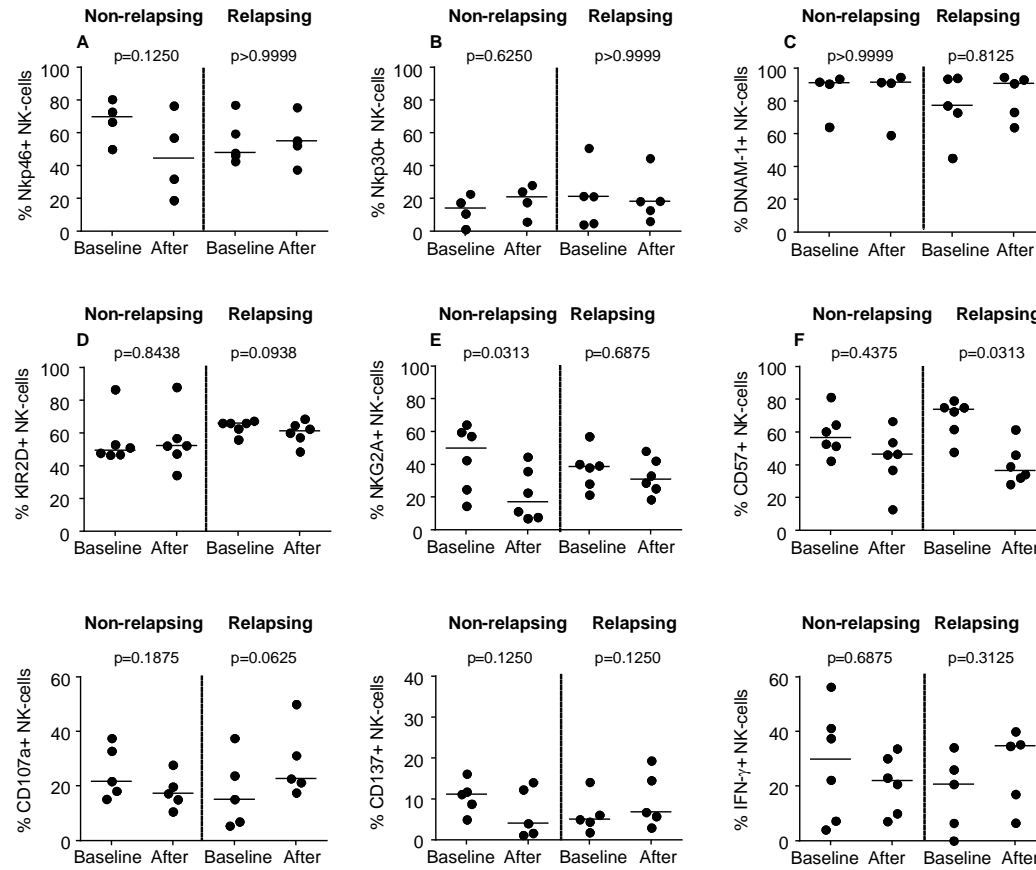 Non-relapsing Relapsing
A
p=0.1250 p>0.9999
% Nkp46+ NK-cells
100
80
60
40
20
0
Baseline After Baseline After
Non-relapsing Relapsing
B
p=0.6250 p>0.9999
% Nkp30+ NK-cells
100
80
60
40
20
0
Baseline After Baseline After
Non-relapsing Relapsing
C
p>0.9999 p=0.8125
% DNAM-1+ NK-cells
100
80
60
40
20
0
Baseline After Baseline After
Non-relapsing Relapsing
D
p=0.8438 p=0.0938
% KIR2D+ NK-cells
100
80
60
40
20
0
Baseline After Baseline After
Non-relapsing Relapsing
E
p=0.0313 p=0.6875
% NKG2A+ NK-cells
100
80
60
40
20
0
Baseline After Baseline After
Non-relapsing Relapsing
F
p=0.4375 p=0.0313
% CD57+ NK-cells
100
80
60
40
20
0
Baseline After Baseline After
Non-relapsing Relapsing
p=0.1875 p=0.0625
% CD107a+ NK-cells
60
40
20
0
Baseline After Baseline After
Non-relapsing Relapsing
p=0.1250 p=0.1250
% CD137+ NK-cells
40
30
20
10
0
Baseline After Baseline After
Non-relapsing Relapsing
p=0.6875 p=0.3125
% IFN-γ+ NK-cells
60
40
20
0
Baseline After Baseline After